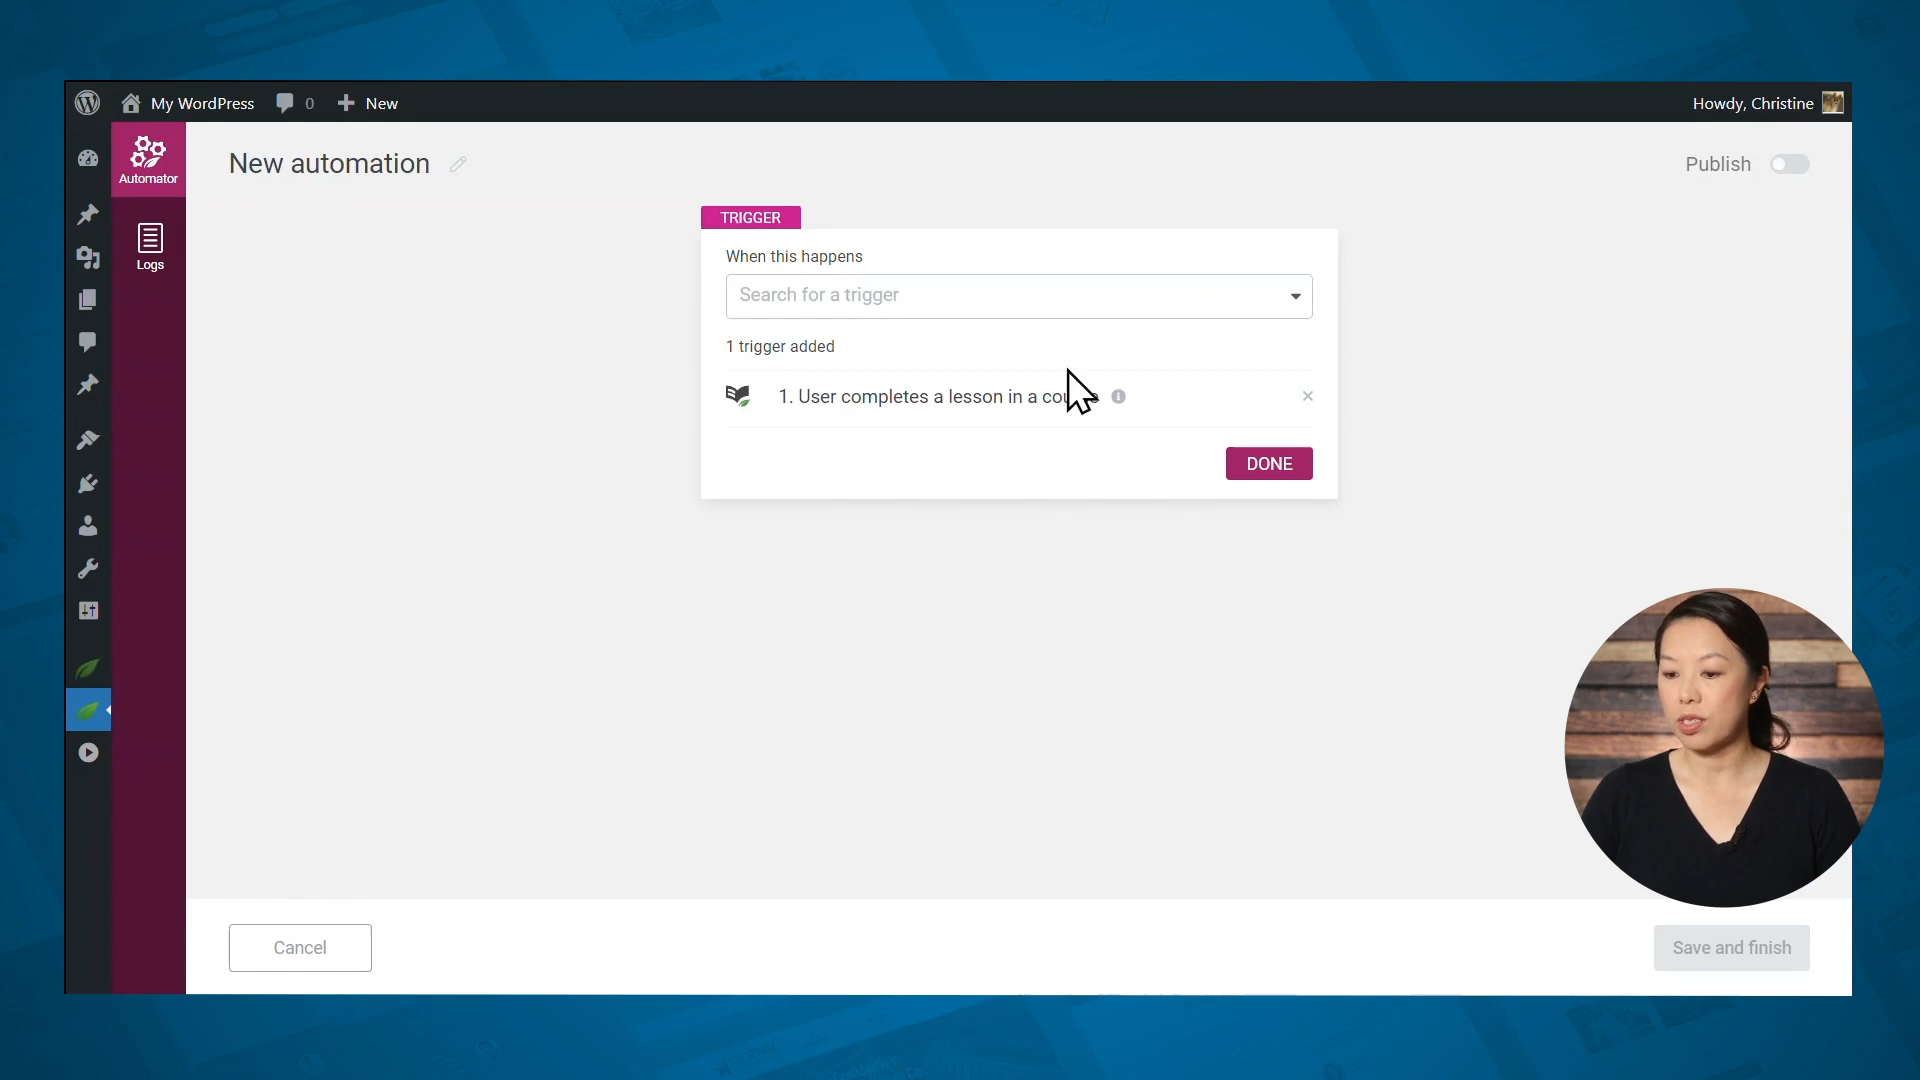 My WordPress
0
New
Howdy, Christine
Automator
Logs
New automation
Publish
TRIGGER
When this happens
Search for a trigger
1 trigger added
1. User completes a lesson in a
DONE
Cancel
Save and finish